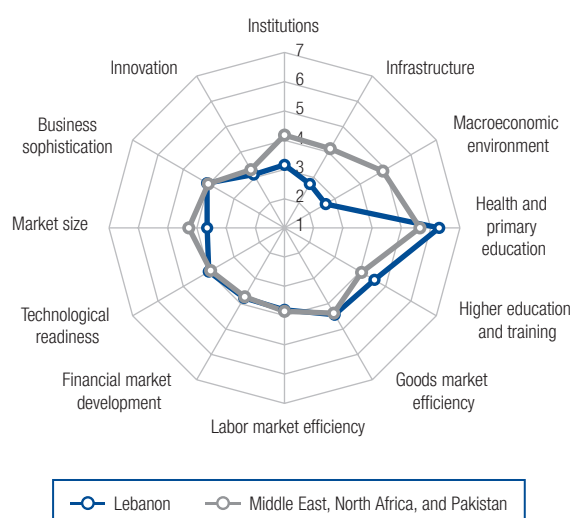 Institutions
7
6
5
4
3
2
1
Infrastructure
Macroeconomic
environment
Health and
primary
education
Higher education
and training
Goods market
efficiency
Labor market efficiency
Financial market
development
Technological
readiness
Market size
Business
sophistication
Innovation
Lebanon
Middle East, North Africa, and Pakistan